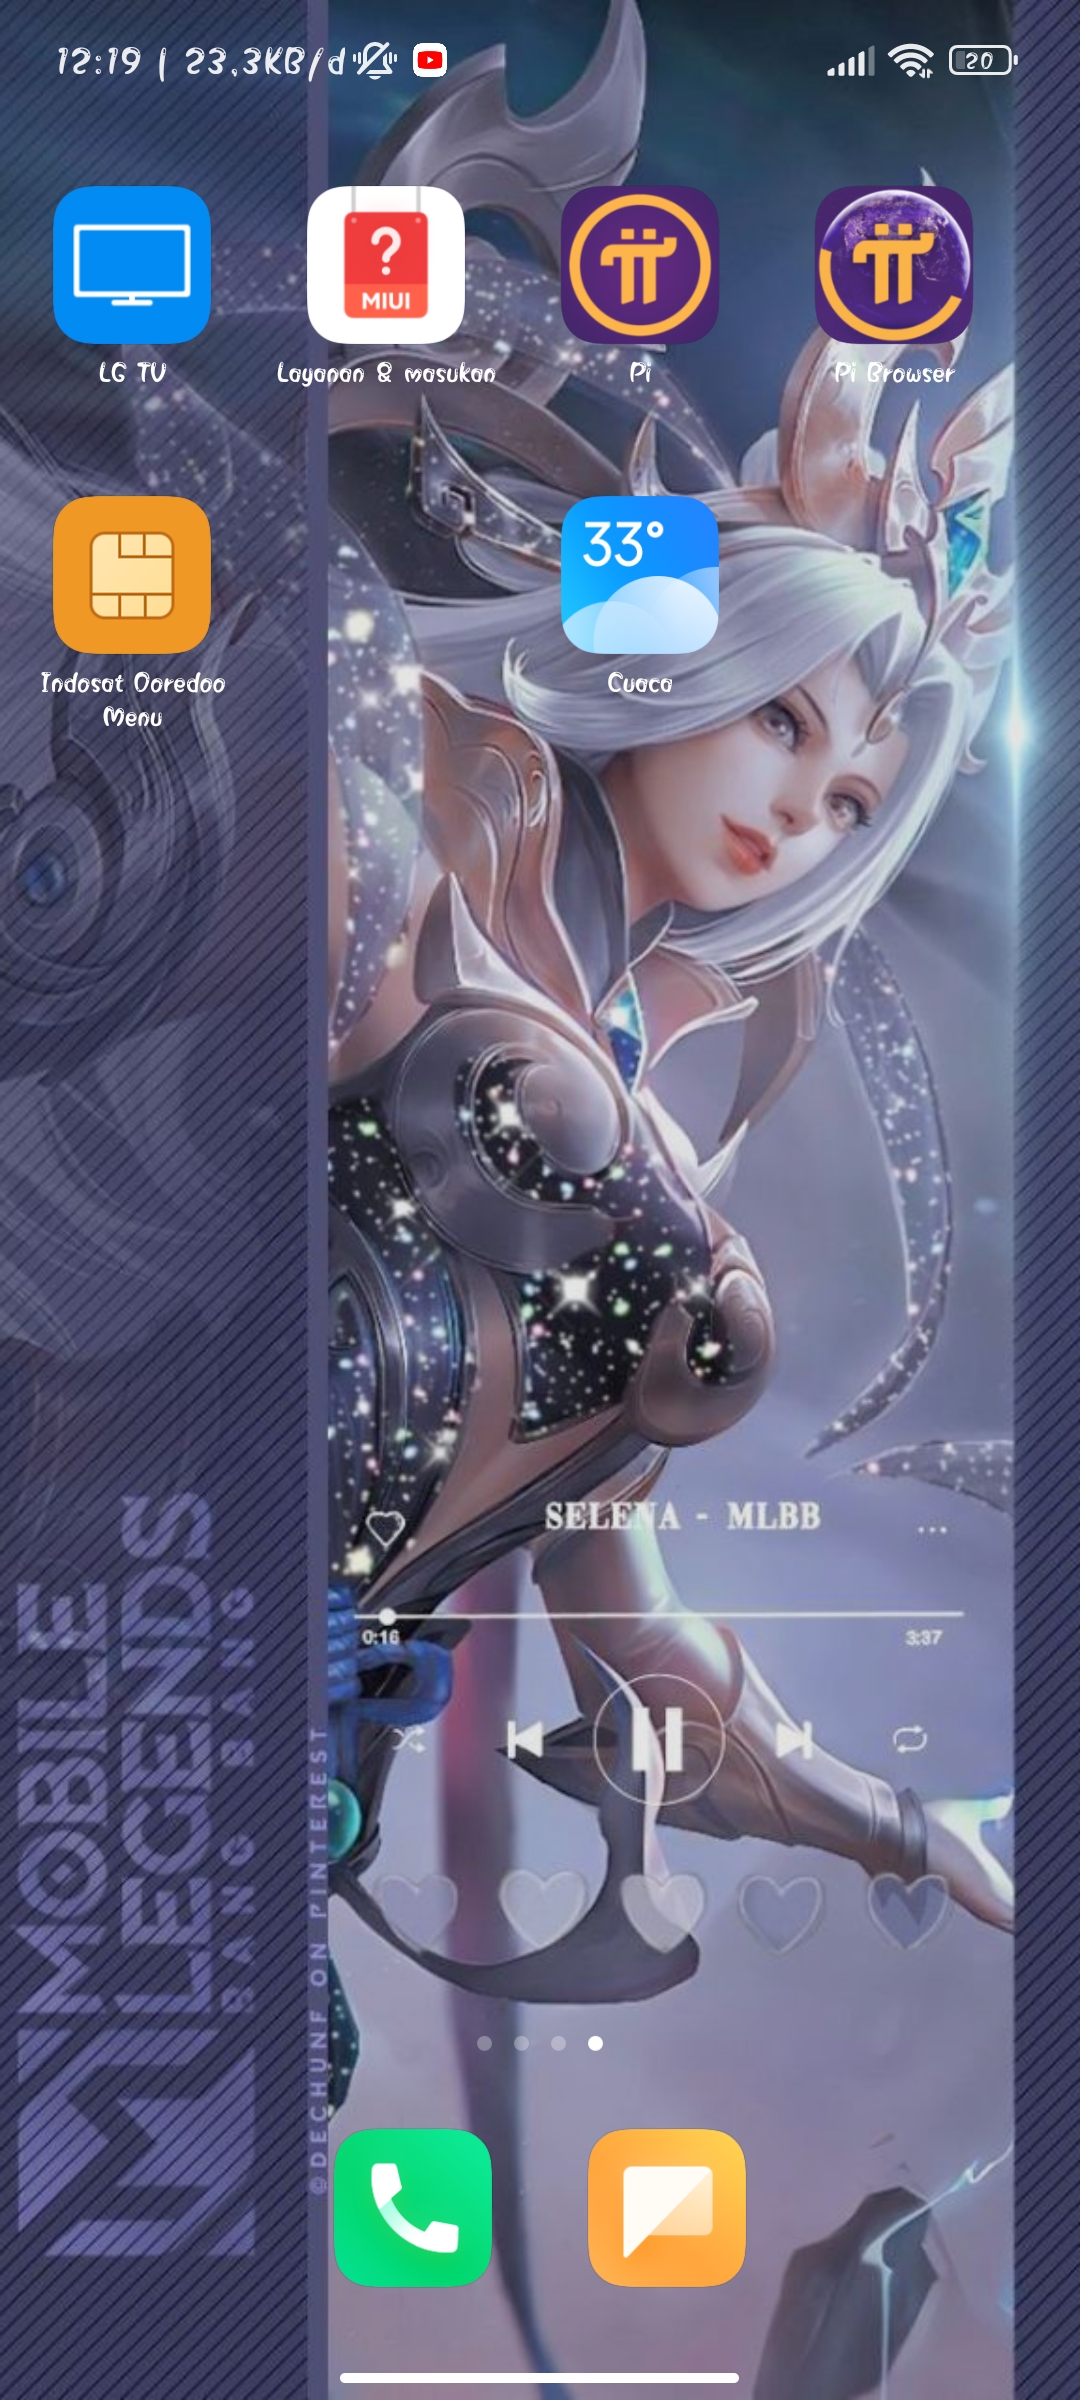 12:19 | 23,3KB/d
20
MIUI
LG TV
Layanan & masukan
Pi
Pi Browser
33°
Indosat Ooredoo
Menu
Cuaca
SELENA - MLBB
0:16
3:37
MOBILE
LEGENDS
BANG BANG
©DECHUNF ON PINTEREST